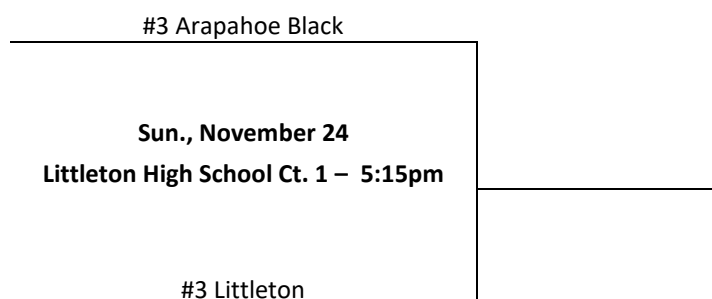 #3 Arapahoe Black
Sun., November 24
Littleton High School Ct. 1 – 5:15pm
#3 Littleton